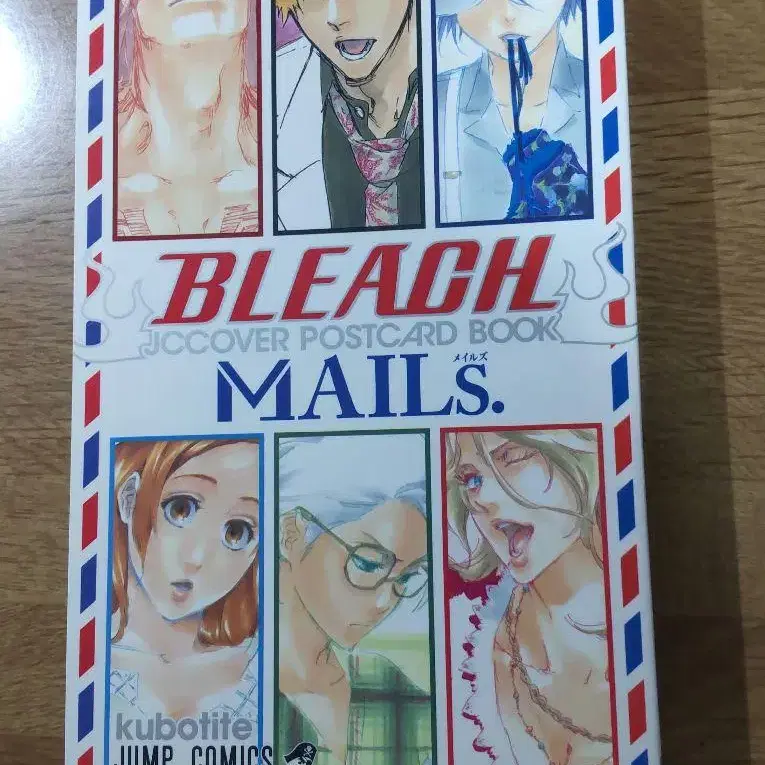 BLEACH
JCCOVER POSTCARD BOOK
メイルズ
MAILs.
kubotite
JUMP COMICS